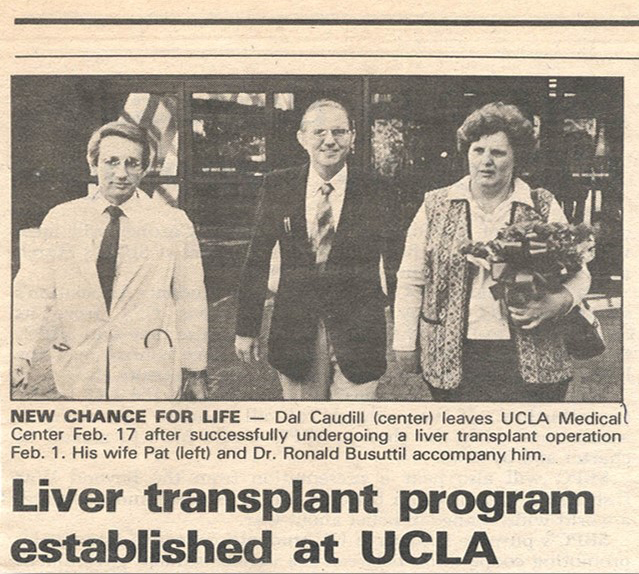 NEW CHANCE FOR LIFE — Dal Caudill (center) leaves UCLA Medical
Center Feb. 17 after successfully undergoing a liver transplant operation
Feb. 1. His wife Pat (left) and Dr. Ronald Busuttil accompany him.
Liver transplant program
established at UCLA